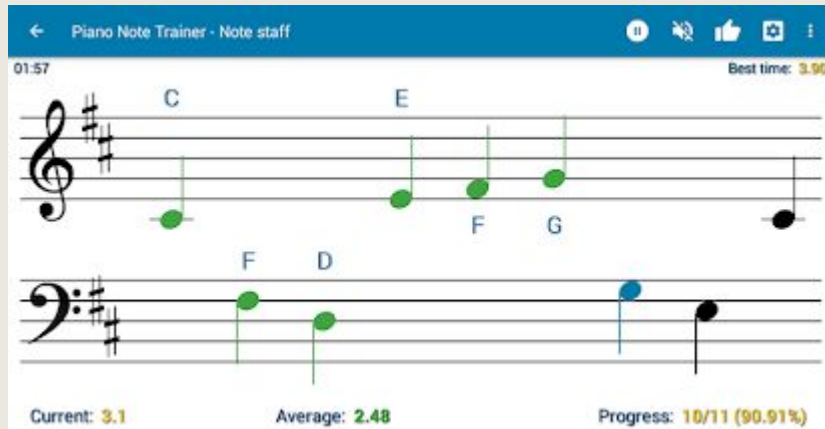 Piano Note Trainer - Note staff
01:57 Best time: 3.90
C E
F G
F D
Current: 3.1 Average: 2.48 Progress: 10/11 (90.91%)